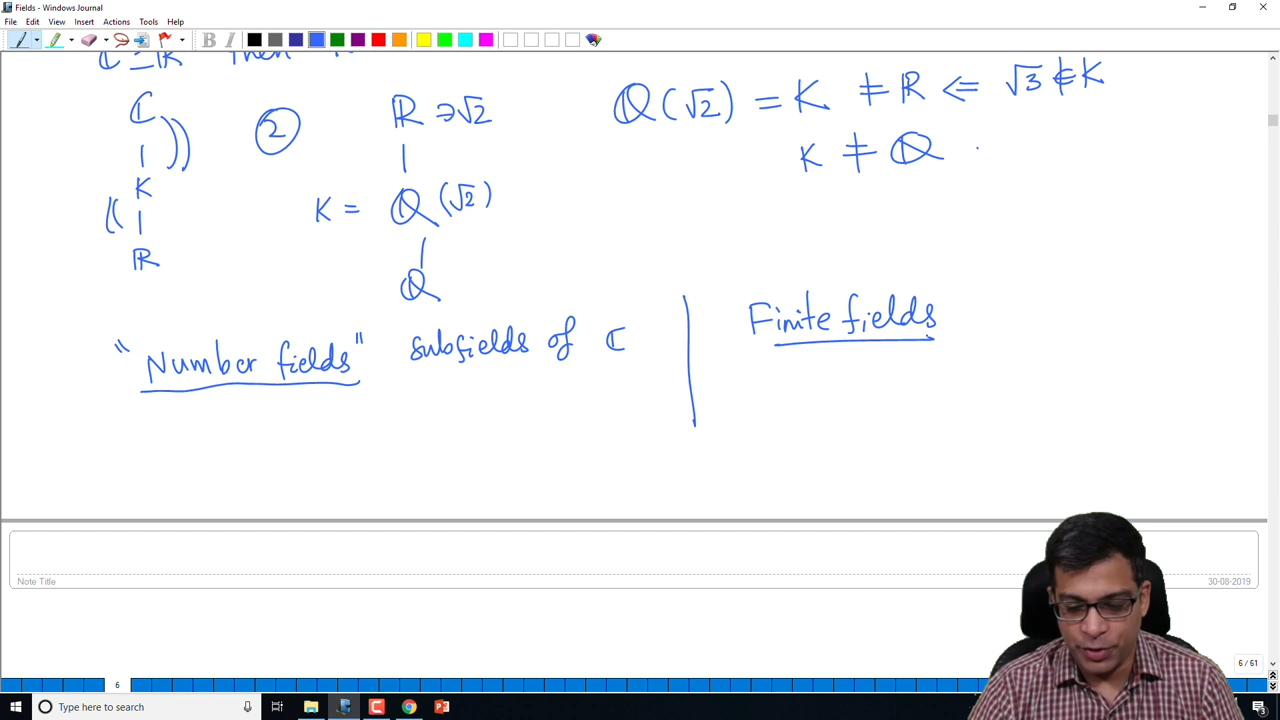 Fields - Windows Journal
File Edit View Insert Actions Tools Help
ℂ ⊇ ℝ then
ℂ
|
K
|
ℝ
2
ℝ ∋ √2
|
K = ℚ(√2)
|
ℚ
ℚ(√2) = K ≠ ℝ ⇐ √3 ∉ K
K ≠ ℚ .
"Number fields" subfields of ℂ
Finite fields
Note Title
30-08-2019
6 / 61
6
Type here to search